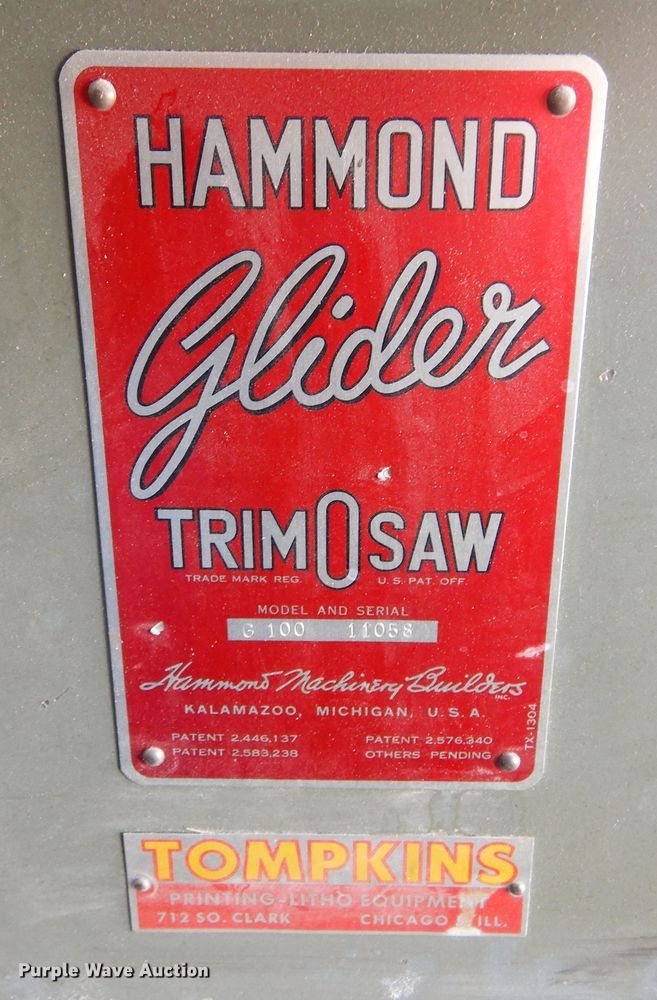 HAMMOND
Glider
TRIMOSAW
TRADE MARK REG. U.S. PAT. OFF.
MODEL AND SERIAL
G 100 11058
Hammond Machinery Builders INC.
KALAMAZOO, MICHIGAN, U.S.A.
PATENT 2,446,137 PATENT 2,576,340
PATENT 2,583,238 OTHERS PENDING
TX-1304
TOMPKINS
PRINTING-LITHO EQUIPMENT
712 SO. CLARK CHICAGO ILL.
Purple Wave Auction